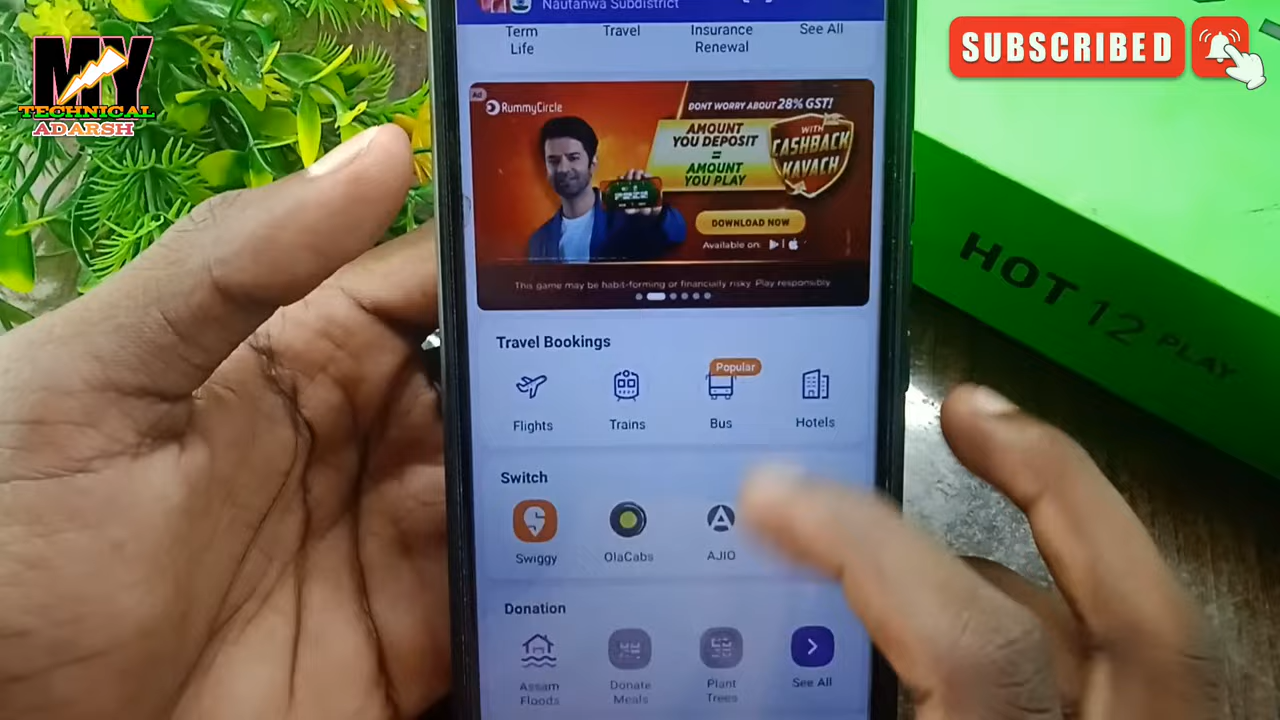 MY
TECHNICAL
ADARSH
SUBSCRIBED
Nautanwa Subdistrict
Term
Life
Travel
Insurance
Renewal
See All
Ad
RummyCircle
DONT WORRY ABOUT 28% GST!
AMOUNT
YOU DEPOSIT
=
AMOUNT
YOU PLAY
WITH
CASHBACK
KAVACH
DOWNLOAD NOW
Available on:
This game may be habit-forming or financially risky. Play responsibly.
Travel Bookings
Popular
Flights
Trains
Bus
Hotels
Switch
Swiggy
OlaCabs
AJIO
Donation
Assam
Floods
Donate
Meals
Plant
Trees
See All
HOT 12 PLAY